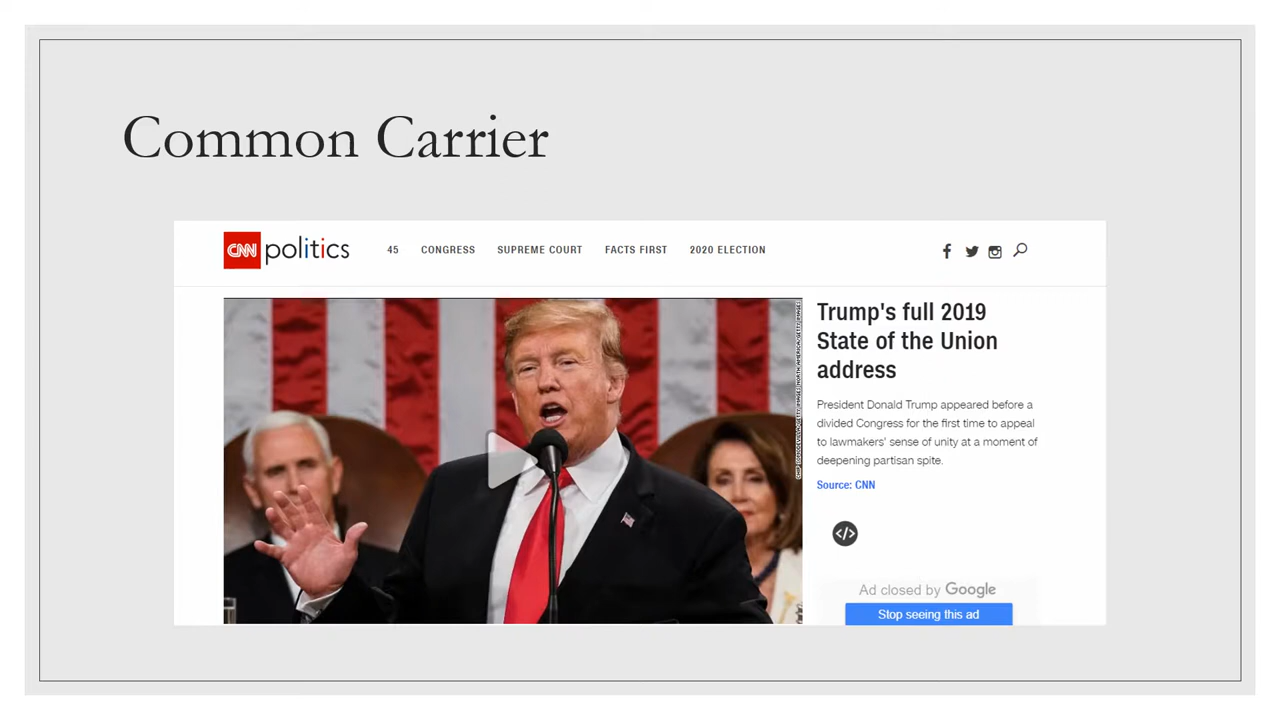 Common Carrier
CNN politics
45 CONGRESS SUPREME COURT FACTS FIRST 2020 ELECTION
Trump's full 2019
State of the Union
address
President Donald Trump appeared before a
divided Congress for the first time to appeal
to lawmakers' sense of unity at a moment of
deepening partisan spite.
Source: CNN
</>
Ad closed by Google
Stop seeing this ad